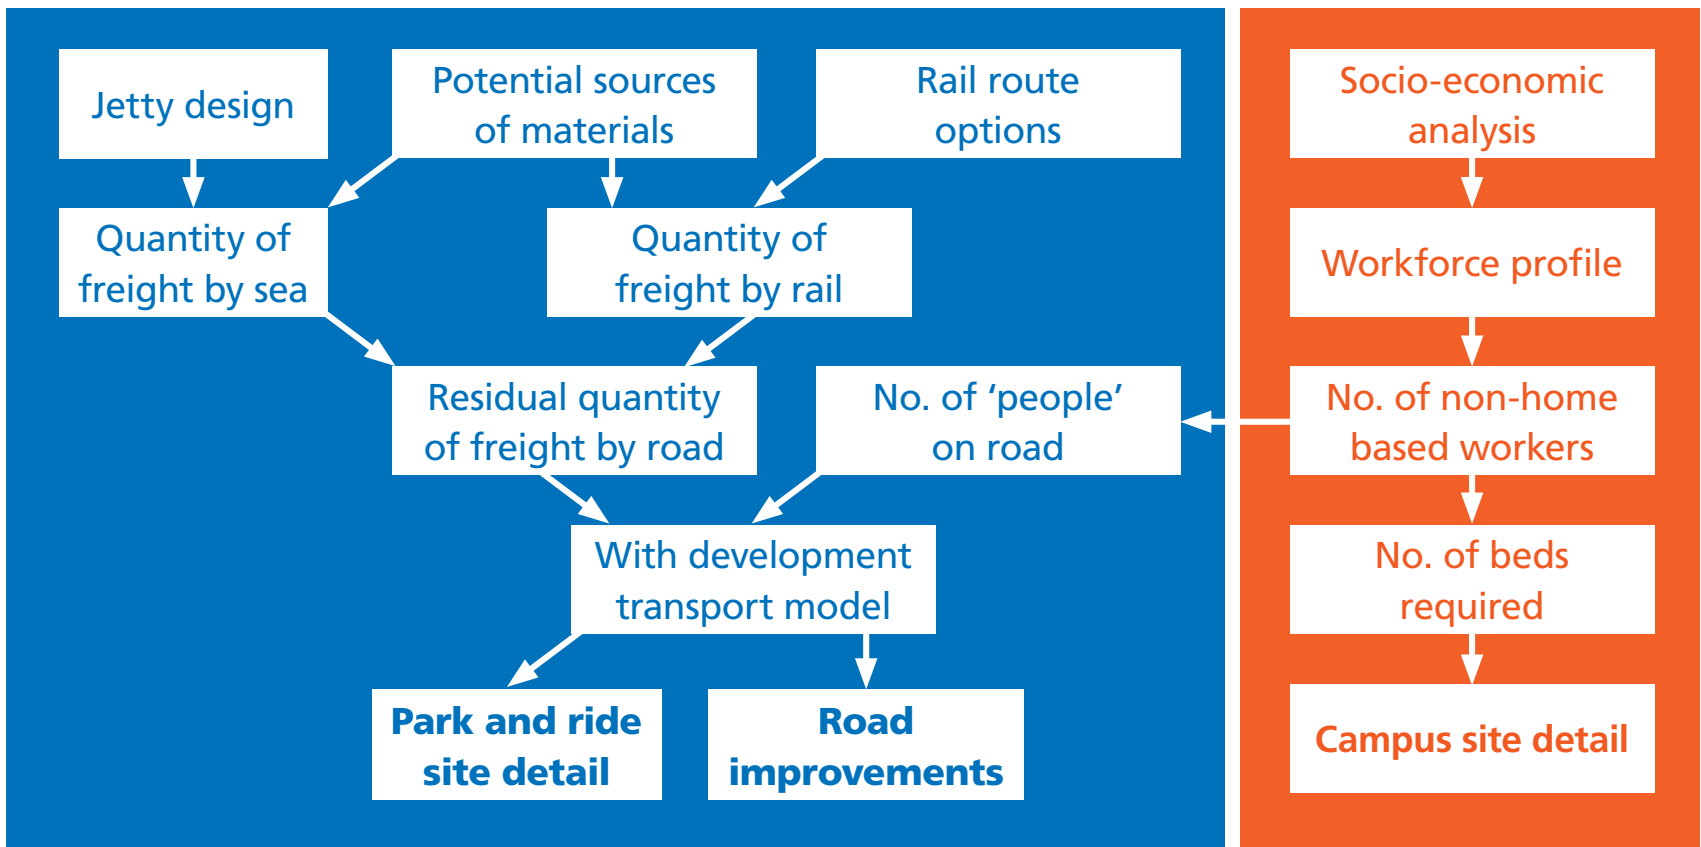 Jetty design
Potential sources
of materials
Rail route
options
Socio-economic
analysis
Quantity of
freight by sea
Quantity of
freight by rail
Workforce profile
Residual quantity
of freight by road
No. of ‘people’
on road
No. of non-home
based workers
With development
transport model
No. of beds
required
Park and ride
site detail
Road
improvements
Campus site detail